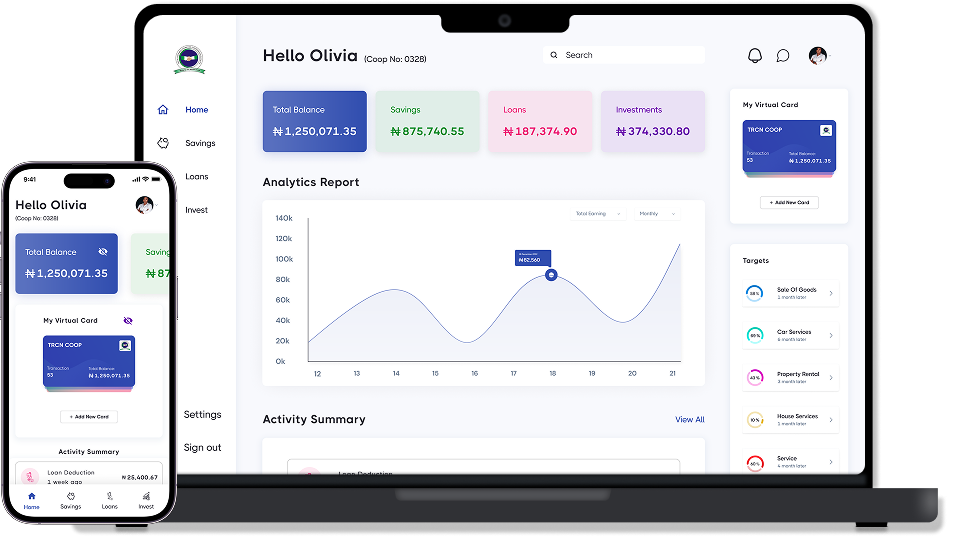 Hello Olivia (Coop No: 0328)
Search
Home
Savings
Loans
Invest
Settings
Sign out
Total Balance
₦1,250,071.35
Savings
₦875,740.55
Loans
₦187,374.90
Investments
₦374,330.80
Analytics Report
Total Earning
Monthly
140k
120k
100k
80k
60k
40k
20k
0k
₦82,560
12 13 14 15 16 17 18 19 20 21
Activity Summary
View All
Loan Deduction
My Virtual Card
TRCN COOP
Transaction
53
Total Balance
₦1,250,071.35
+ Add New Card
Targets
Sale Of Goods
1 month later
Car Services
Property Rental
House Services
1 month later
10%
Service
4 month later
60%
9:41
Hello Olivia
(Coop No: 0328)
Total Balance
₦1,250,071.35
Saving
₦87
My Virtual Card
TRCN COOP
Transaction
53
Total Balance
₦1,250,071.35
+ Add New Card
Activity Summary
Loan Deduction
1 week ago
₦25,400.67
Home
Savings
Loans
Invest